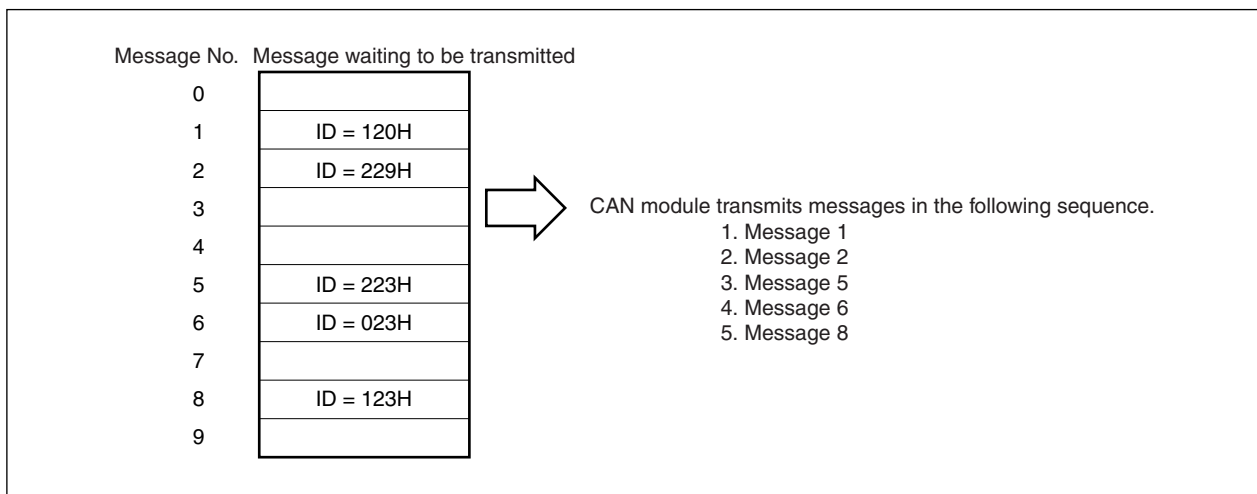 Message No. Message waiting to be transmitted
0
1 ID = 120H
2 ID = 229H
3
4
5 ID = 223H
6 ID = 023H
7
8 ID = 123H
9
CAN module transmits messages in the following sequence.
1. Message 1
2. Message 2
3. Message 5
4. Message 6
5. Message 8